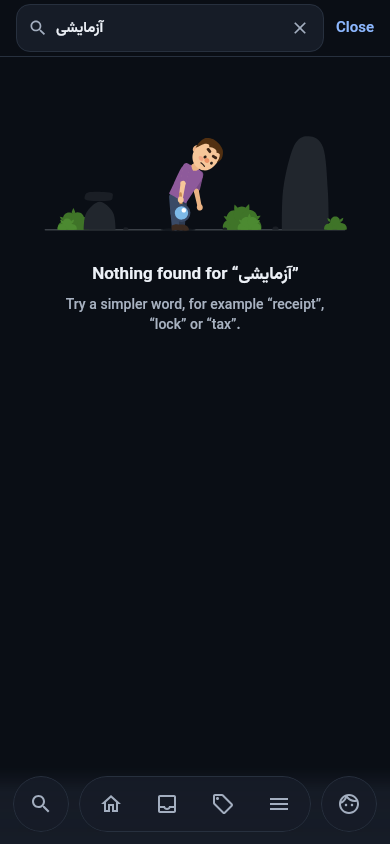 آزمایشی
Close
Nothing found for “آزمایشی”
Try a simpler word, for example “receipt”,
“lock” or “tax”.